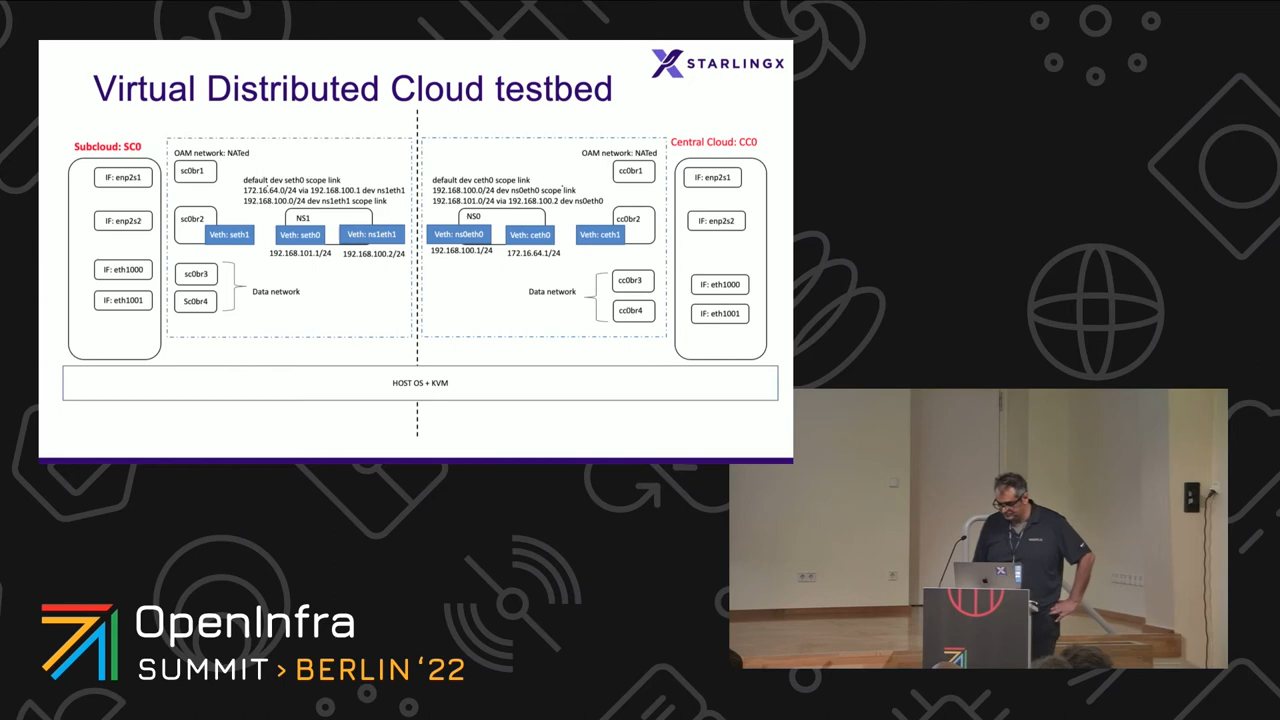 STARLINGX
Virtual Distributed Cloud testbed
Subcloud: SC0
IF: enp2s1
IF: enp2s2
IF: eth1000
IF: eth1001
OAM network: NATed
sc0br1
default dev seth0 scope link
172.16.64.0/24 via 192.168.100.1 dev ns1eth1
192.168.100.0/24 dev ns1eth1 scope link
sc0br2
NS1
Veth: seth1
Veth: seth0
Veth: ns1eth1
192.168.101.1/24
192.168.100.2/24
sc0br3
Sc0br4
Data network
OAM network: NATed
cc0br1
default dev ceth0 scope link
192.168.100.0/24 dev ns0eth0 scope link
192.168.101.0/24 via 192.168.100.2 dev ns0eth0
NS0
cc0br2
Veth: ns0eth0
Veth: ceth0
Veth: ceth1
192.168.100.1/24
172.16.64.1/24
Data network
cc0br3
cc0br4
Central Cloud: CC0
IF: enp2s1
IF: enp2s2
IF: eth1000
IF: eth1001
HOST OS + KVM
OpenInfra
SUMMIT > BERLIN ‘22